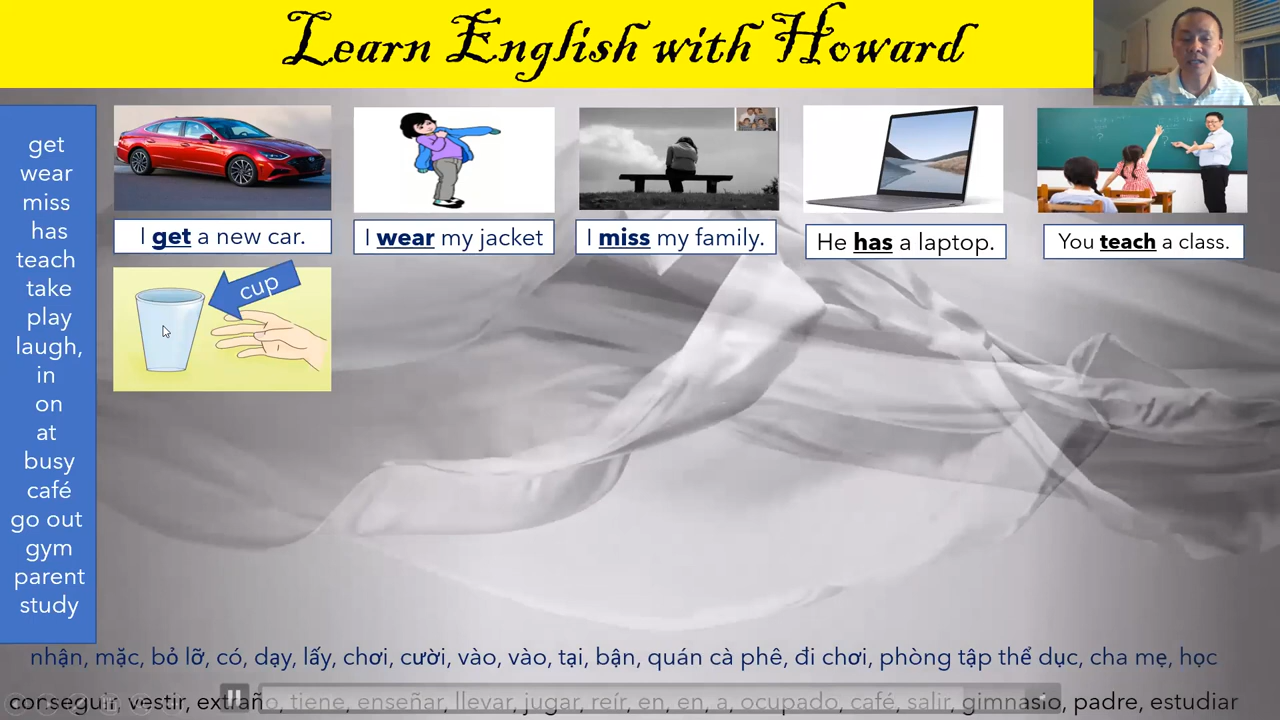 Learn English with Howard
get
wear
miss
has
teach
take
play
laugh,
in
on
at
busy
café
go out
gym
parent
study
I get a new car.
I wear my jacket
I miss my family.
He has a laptop.
You teach a class.
cup
nhận, mặc, bỏ lỡ, có, dạy, lấy, chơi, cười, vào, vào, tại, bận, quán cà phê, đi chơi, phòng tập thể dục, cha mẹ, học
conseguir, vestir, extraño, tiene, enseñar, llevar, jugar, reír, en, en, a, ocupado, café, salir, gimnasio, padre, estudiar